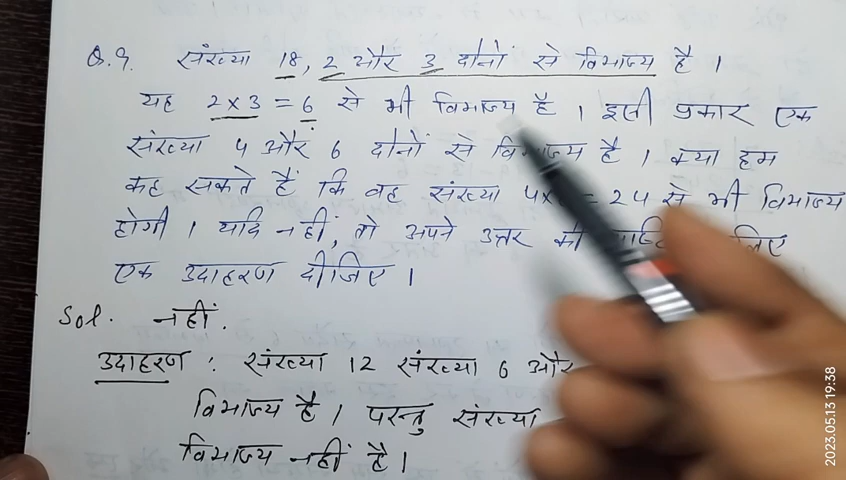 Q.9. संख्या 18, 2 और 3 दोनों से विभाज्य है ।
यह 2 x 3 = 6 से भी विभाज्य है । इसी प्रकार एक
संख्या 4 और 6 दोनों से विभाज्य है । क्या हम
कह सकते हैं कि वह संख्या 4x = 24 से भी विभाज्य
होगी । यदि नहीं, तो अपने उत्तर की
एक उदाहरण दीजिए ।
Sol. नहीं.
उदाहरण : संख्या 12 संख्या 6 और
विभाज्य है । परन्तु संख्या
विभाज्य नहीं है ।
2023.05.13 19:38